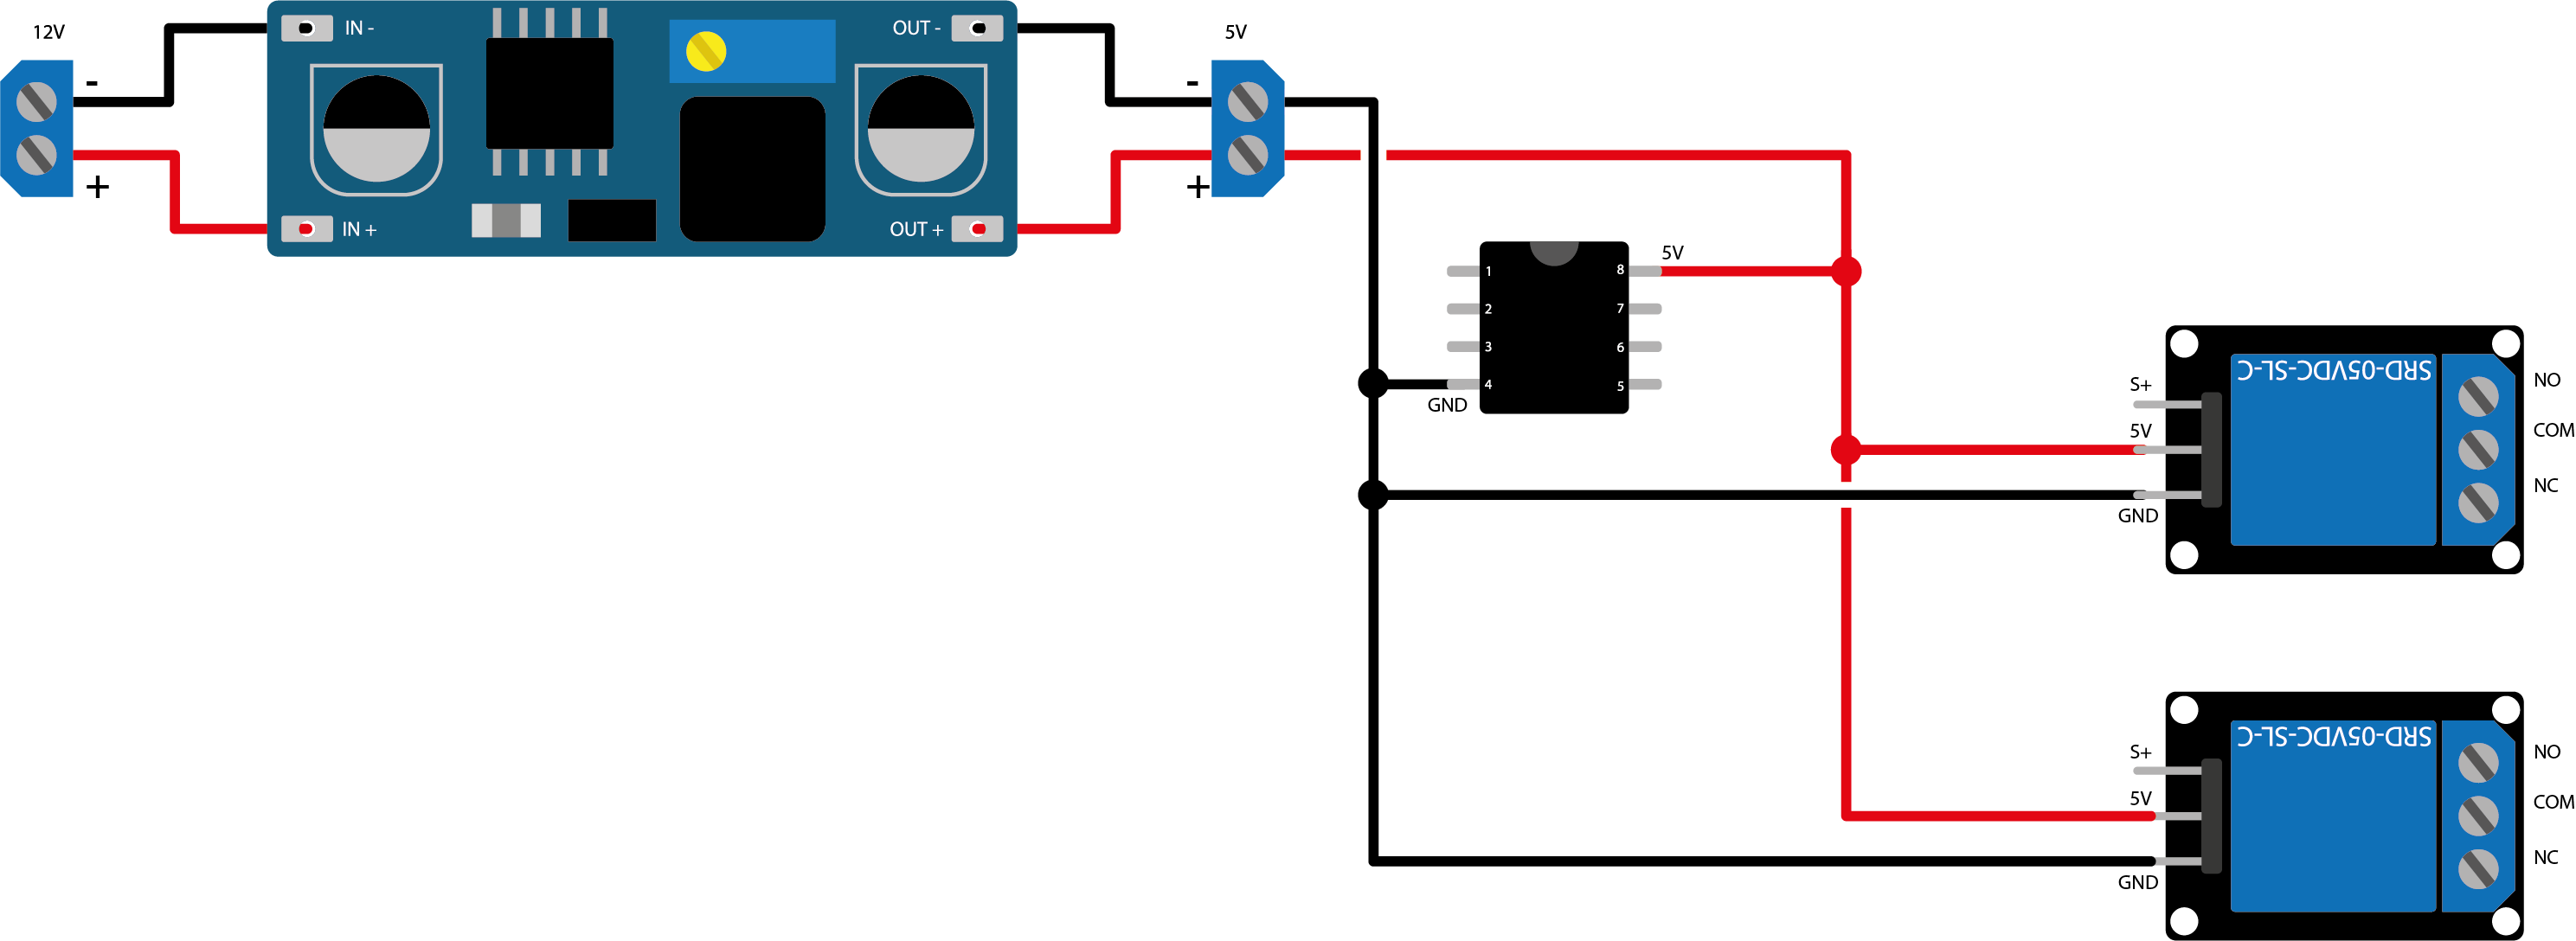 12V
-
+
IN -
IN +
OUT -
OUT +
5V
-
+
1
2
3
4
8
7
6
5
5V
GND
S+
5V
GND
SRD-05VDC-SL-C
NO
COM
NC
S+
5V
GND
SRD-05VDC-SL-C
NO
COM
NC